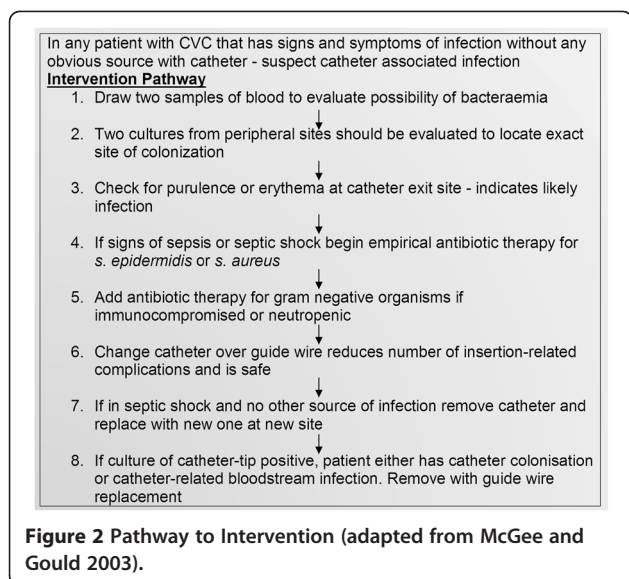 In any patient with CVC that has signs and symptoms of infection without any
obvious source with catheter - suspect catheter associated infection
Intervention Pathway
1. Draw two samples of blood to evaluate possibility of bacteraemia
2. Two cultures from peripheral sites should be evaluated to locate exact
site of colonization
3. Check for purulence or erythema at catheter exit site - indicates likely
infection
4. If signs of sepsis or septic shock begin empirical antibiotic therapy for
s. epidermidis or s. aureus
5. Add antibiotic therapy for gram negative organisms if
immunocompromised or neutropenic
6. Change catheter over guide wire reduces number of insertion-related
complications and is safe
7. If in septic shock and no other source of infection remove catheter and
replace with new one at new site
8. If culture of catheter-tip positive, patient either has catheter colonisation
or catheter-related bloodstream infection. Remove with guide wire
replacement
Figure 2 Pathway to Intervention (adapted from McGee and
Gould 2003).